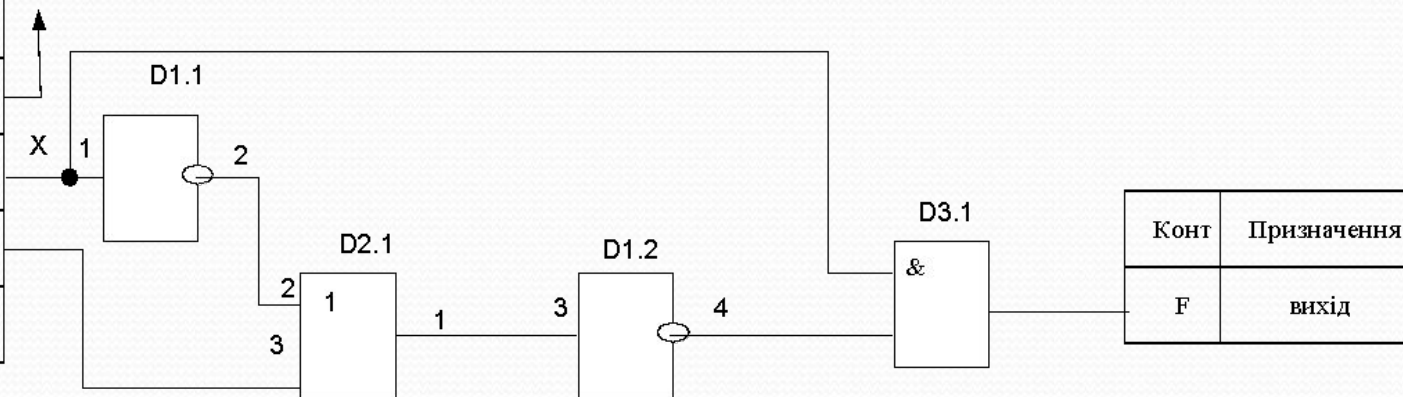 D1.1
X 1
2
D3.1
Конт Призначення
D2.1
D1.2
&
2
1
3
4
F вихід
1
3